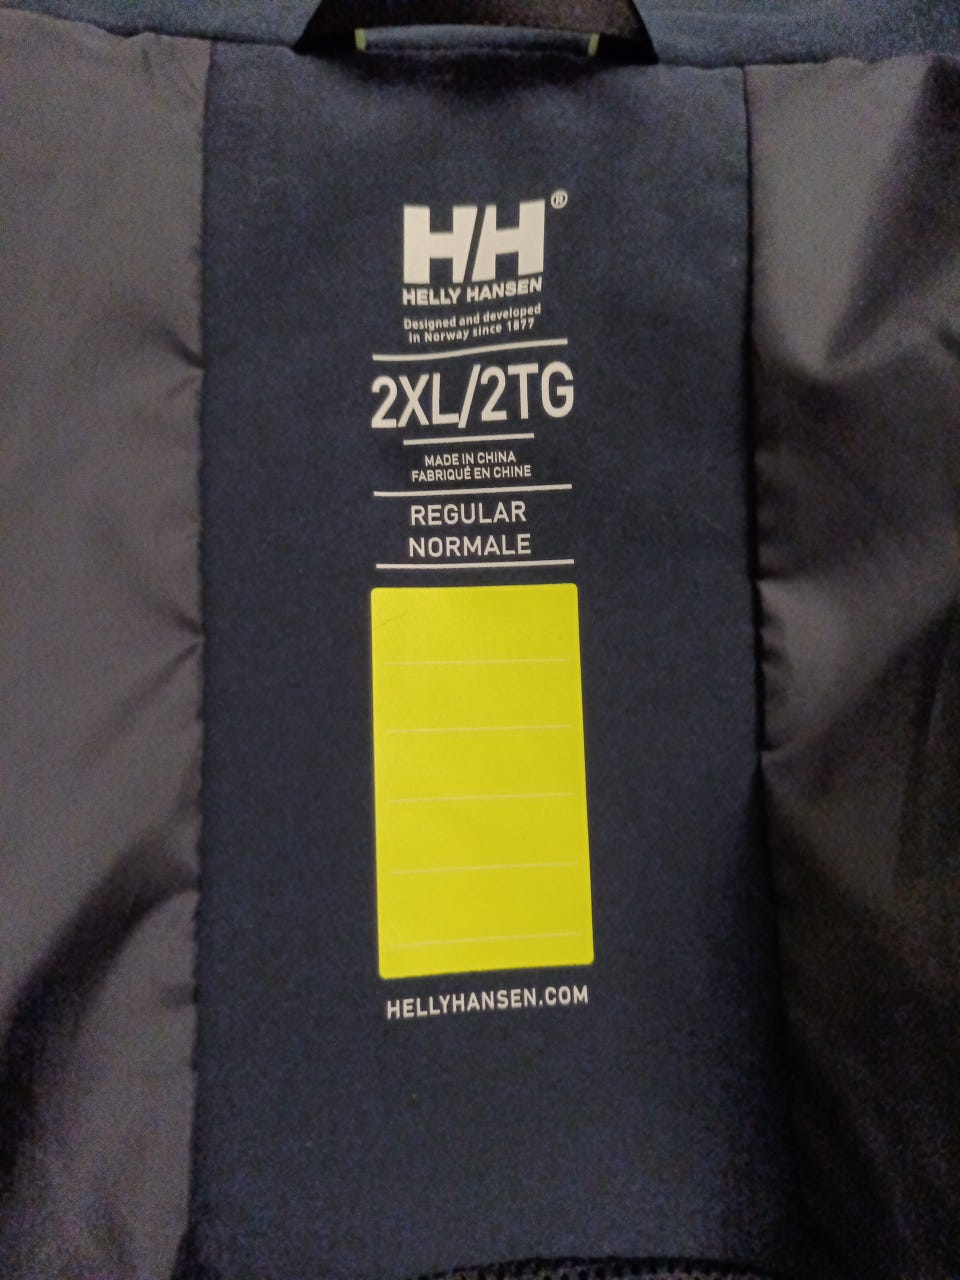 HH®
HELLY HANSEN
Designed and developed
in Norway since 1877
2XL/2TG
MADE IN CHINA
FABRIQUÉ EN CHINE
REGULAR
NORMALE
HELLYHANSEN.COM